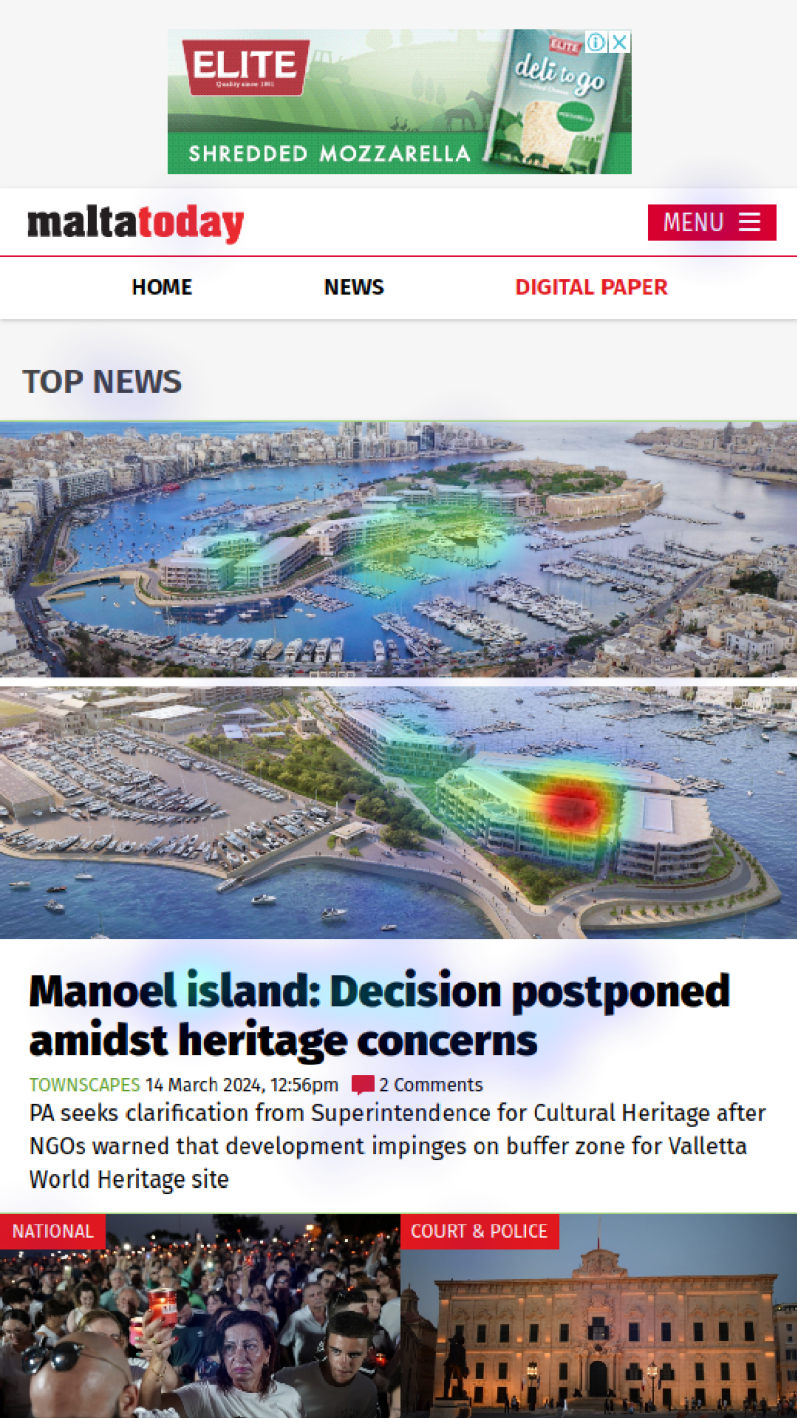 ELITE
Quality since 1981
ELITE
deli to go
Shredded Cheese
MOZZARELLA
SHREDDED MOZZARELLA
maltatoday
MENU
HOME NEWS DIGITAL PAPER
TOP NEWS
Manoel island: Decision postponed
amidst heritage concerns
TOWNSCAPES 14 March 2024, 12:56pm 2 Comments
PA seeks clarification from Superintendence for Cultural Heritage after
NGOs warned that development impinges on buffer zone for Valletta
World Heritage site
NATIONAL COURT & POLICE